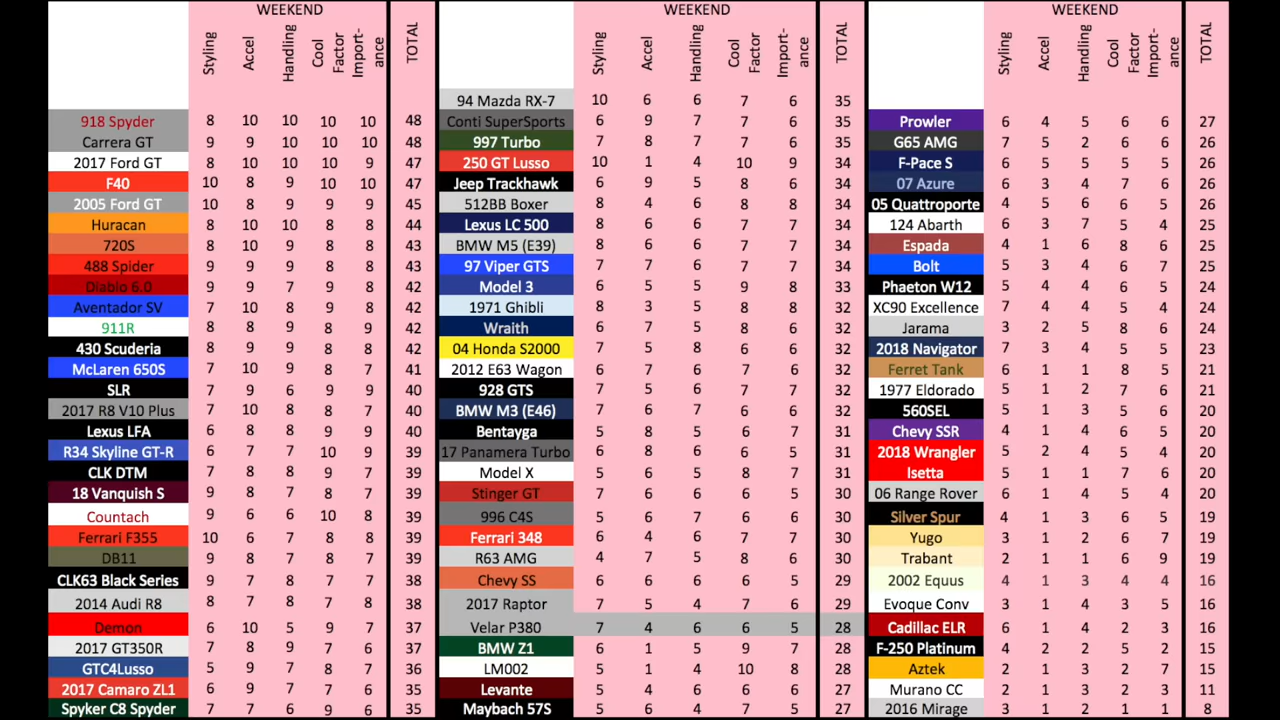 WEEKEND
Styling Accel Handling Cool Factor Import-ance TOTAL
918 Spyder 8 10 10 10 10 48
Carrera GT 9 9 10 10 10 48
2017 Ford GT 8 10 10 10 9 47
F40 10 8 9 10 10 47
2005 Ford GT 10 8 9 9 9 45
Huracan 8 10 10 8 8 44
720S 8 10 9 8 8 43
488 Spider 9 9 9 8 8 43
Diablo 6.0 9 9 7 9 8 42
Aventador SV 7 10 8 9 8 42
911R 8 8 9 8 9 42
430 Scuderia 8 9 9 8 8 42
McLaren 650S 7 10 9 8 7 41
SLR 7 9 6 9 9 40
2017 R8 V10 Plus 7 10 8 8 7 40
Lexus LFA 6 8 8 9 9 40
R34 Skyline GT-R 6 7 7 10 9 39
CLK DTM 7 8 8 9 7 39
18 Vanquish S 9 8 7 8 7 39
Countach 9 6 6 10 8 39
Ferrari F355 10 6 7 8 8 39
DB11 9 8 7 8 7 39
CLK63 Black Series 9 7 8 7 7 38
2014 Audi R8 8 7 8 7 8 38
Demon 6 10 5 9 7 37
2017 GT350R 7 8 9 7 6 37
GTC4Lusso 6 9 7 8 7 36
2017 Camaro ZL1 6 9 7 7 6 35
Spyker C8 Spyder 7 7 6 9 6 35
WEEKEND
Styling Accel Handling Cool Factor Import-ance TOTAL
94 Mazda RX-7 10 6 6 7 6 35
Conti SuperSports 6 9 7 7 6 35
997 Turbo 7 8 7 7 6 35
250 GT Lusso 10 1 4 10 9 34
Jeep Trackhawk 6 9 5 8 6 34
512BB Boxer 8 4 6 8 8 34
Lexus LC 500 8 6 6 7 7 34
BMW M5 (E39) 8 6 6 7 7 34
97 Viper GTS 7 7 6 7 7 34
Model 3 6 5 5 9 8 33
1971 Ghibli 8 3 5 8 8 32
Wraith 6 7 5 8 6 32
04 Honda S2000 7 5 8 6 6 32
2012 E63 Wagon 6 7 6 7 6 32
928 GTS 7 5 6 7 7 32
BMW M3 (E46) 7 6 7 6 6 32
Bentayga 5 8 5 6 7 31
17 Panamera Turbo 6 8 6 6 5 31
Model X 5 6 5 8 7 31
Stinger GT 7 6 6 6 5 30
996 C4S 5 6 7 6 6 30
Ferrari 348 6 4 6 7 7 30
R63 AMG 4 7 5 8 6 30
Chevy SS 6 6 6 6 5 29
2017 Raptor 7 5 4 7 6 29
Velar P380 7 4 6 6 5 28
BMW Z1 6 1 5 9 7 28
LM002 5 1 4 10 8 28
Levante 5 4 6 6 6 27
Maybach 57S 5 6 4 7 5 27
WEEKEND
Styling Accel Handling Cool Factor Import-ance TOTAL
Prowler 6 4 5 6 6 27
G65 AMG 7 5 2 6 6 26
F-Pace S 6 5 5 5 5 26
07 Azure 6 3 4 7 6 26
05 Quattroporte 4 5 6 6 5 26
124 Abarth 6 3 7 5 4 25
Espada 4 1 6 8 6 25
Bolt 5 3 4 6 7 25
Phaeton W12 5 4 4 6 5 24
XC90 Excellence 7 4 4 5 4 24
Jarama 3 2 5 8 6 24
2018 Navigator 7 3 4 5 5 23
Ferret Tank 6 1 1 8 5 21
1977 Eldorado 5 1 2 7 6 21
560SEL 5 1 3 5 6 20
Chevy SSR 4 1 4 6 5 20
2018 Wrangler 5 2 4 5 4 20
Isetta 5 1 1 7 6 20
06 Range Rover 6 1 4 5 4 20
Silver Spur 4 1 3 6 5 19
Yugo 3 1 2 6 7 19
Trabant 2 1 1 6 9 19
2002 Equus 4 1 3 4 4 16
Evoque Conv 3 1 4 3 5 16
Cadillac ELR 6 1 4 2 3 16
F-250 Platinum 4 2 2 5 2 15
Aztek 2 1 3 2 7 15
Murano CC 2 1 3 2 3 11
2016 Mirage 3 1 2 1 1 8